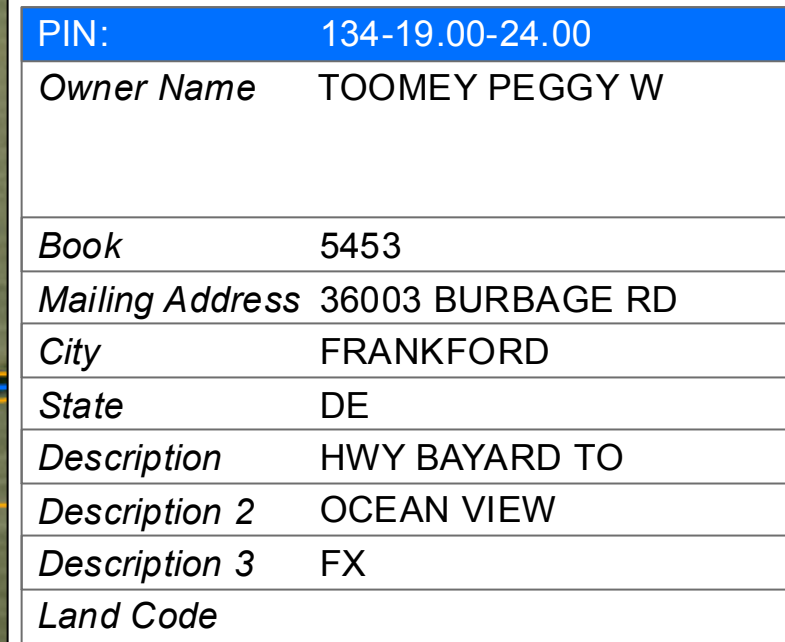 PIN: 134-19.00-24.00
Owner Name TOOMEY PEGGY W
Book 5453
Mailing Address 36003 BURBAGE RD
City FRANKFORD
State DE
Description HWY BAYARD TO
Description 2 OCEAN VIEW
Description 3 FX
Land Code